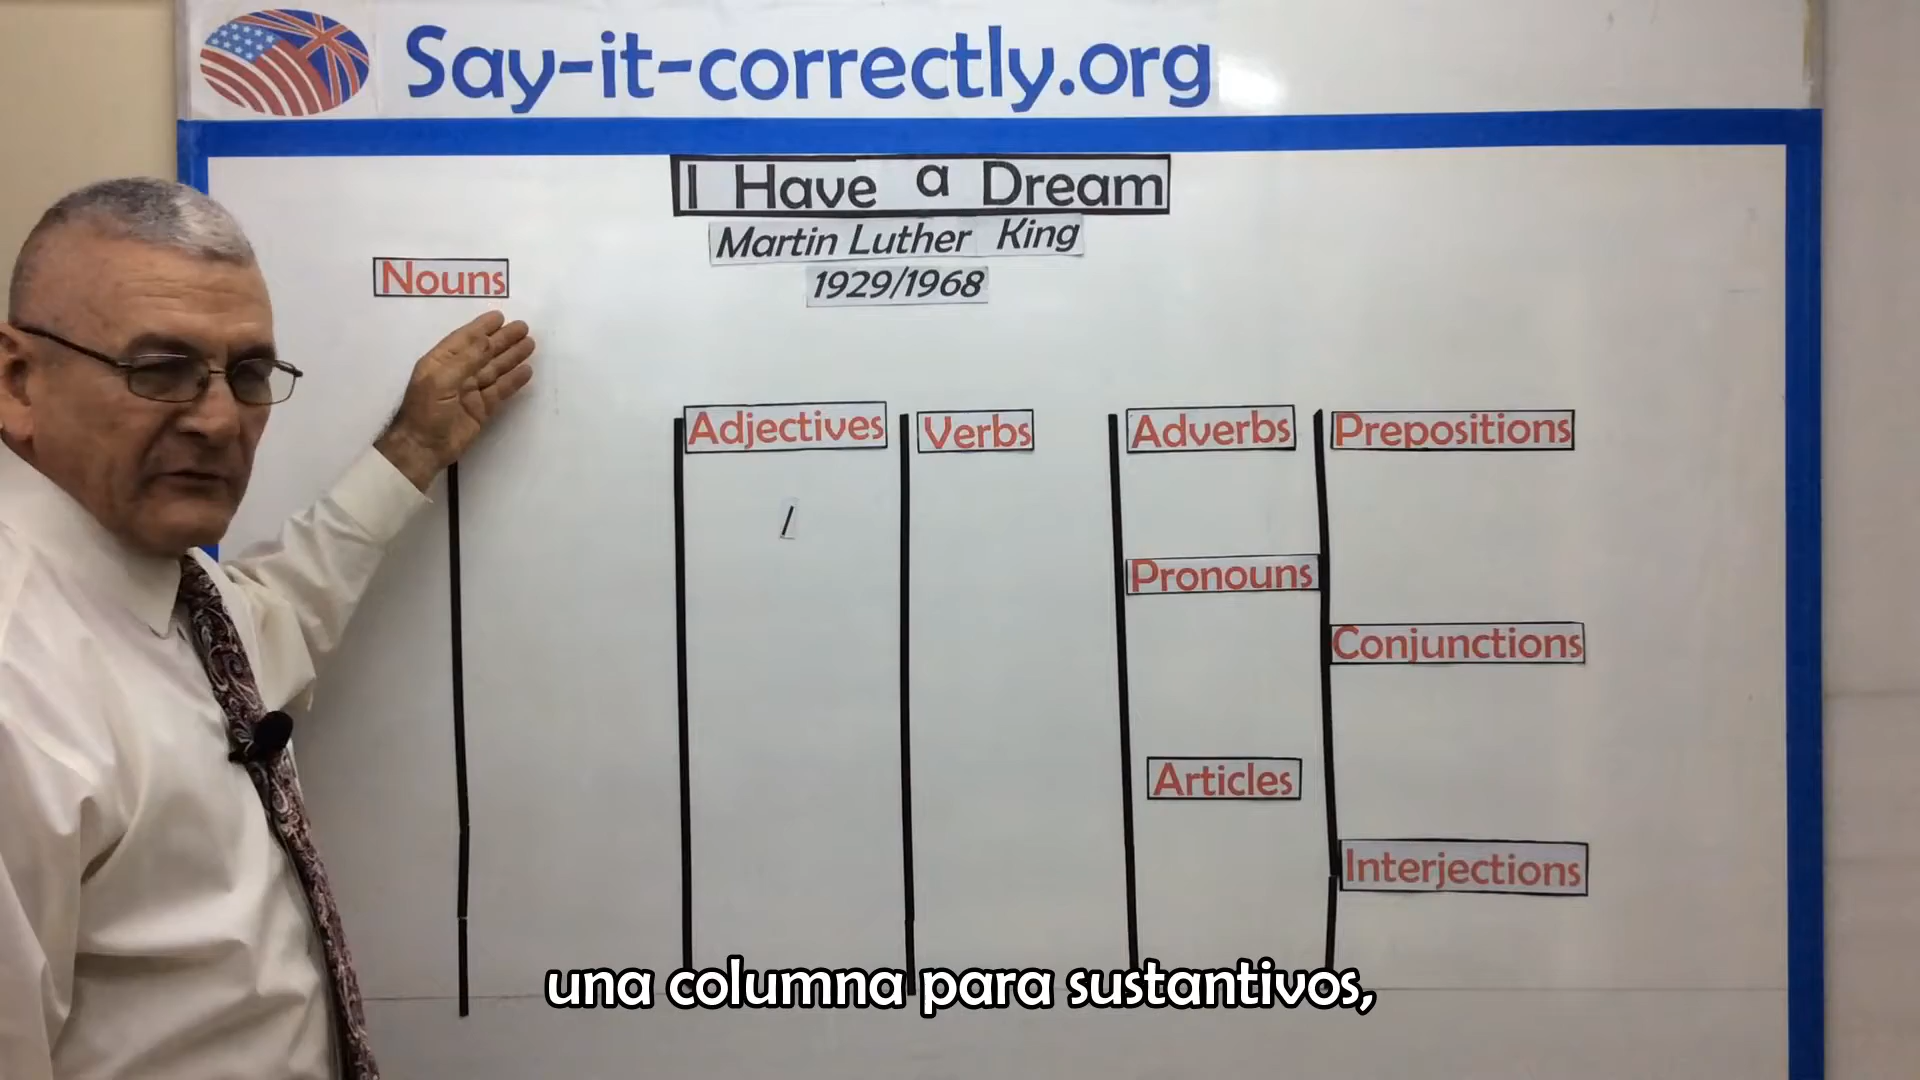 Say-it-correctly.org
I Have a Dream
Martin Luther King
1929/1968
Nouns
Adjectives
Verbs
Adverbs
Prepositions
/
Pronouns
Conjunctions
Articles
Interjections
una columna para sustantivos,